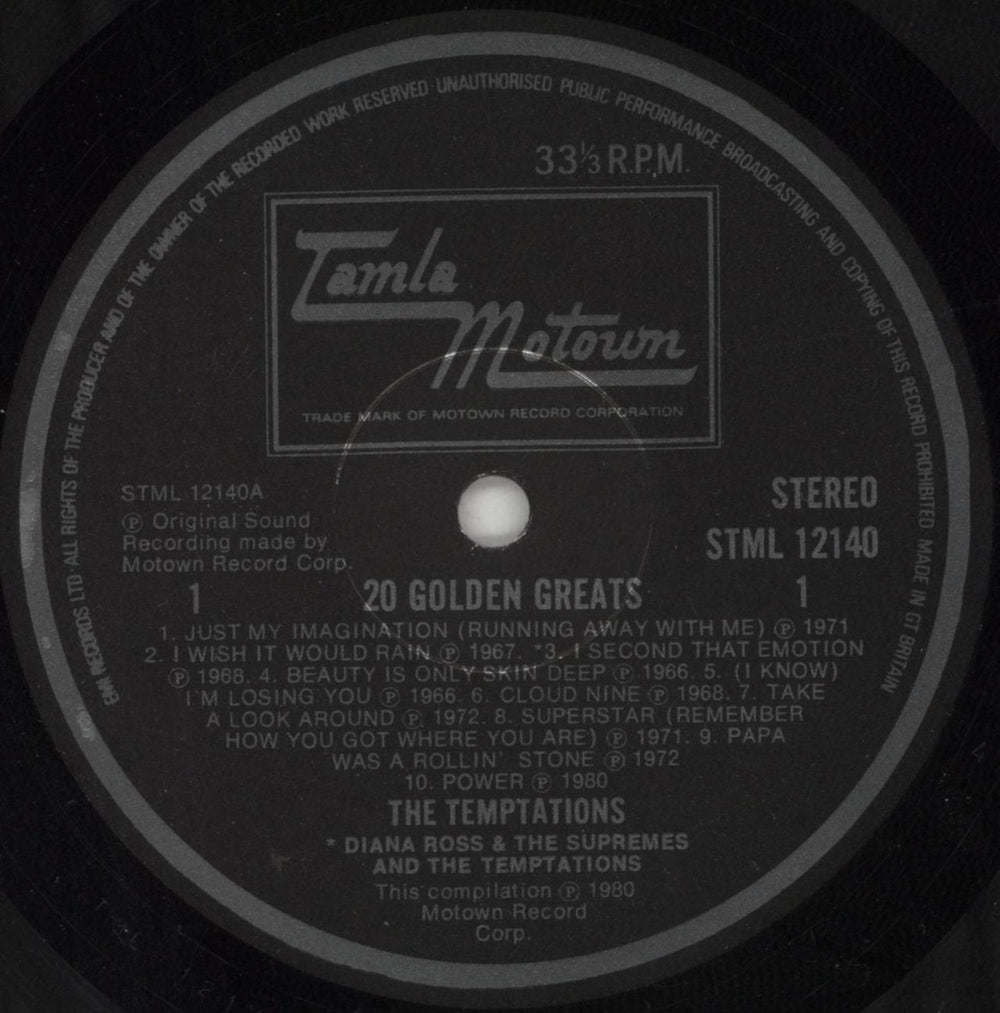 EMI RECORDS LTD ALL RIGHTS OF THE PRODUCER AND OF THE OWNER OF THE RECORDED WORK RESERVED UNAUTHORISED PUBLIC PERFORMANCE BROADCASTING AND COPYING OF THIS RECORD PROHIBITED MADE IN GT BRITAIN
33⅓ R.P.M.
Tamla
Motown
TRADE MARK OF MOTOWN RECORD CORPORATION
STML 12140A
℗ Original Sound
Recording made by
Motown Record Corp.
STEREO
STML 12140
1 20 GOLDEN GREATS 1
1. JUST MY IMAGINATION (RUNNING AWAY WITH ME) ℗ 1971
2. I WISH IT WOULD RAIN ℗ 1967. *3. I SECOND THAT EMOTION
℗ 1968. 4. BEAUTY IS ONLY SKIN DEEP ℗ 1966. 5. (I KNOW)
I'M LOSING YOU ℗ 1966. 6. CLOUD NINE ℗ 1968. 7. TAKE
A LOOK AROUND ℗ 1972. 8. SUPERSTAR (REMEMBER
HOW YOU GOT WHERE YOU ARE) ℗ 1971. 9. PAPA
WAS A ROLLIN' STONE ℗ 1972
10. POWER ℗ 1980
THE TEMPTATIONS
* DIANA ROSS & THE SUPREMES
AND THE TEMPTATIONS
This compilation ℗ 1980
Motown Record
Corp.